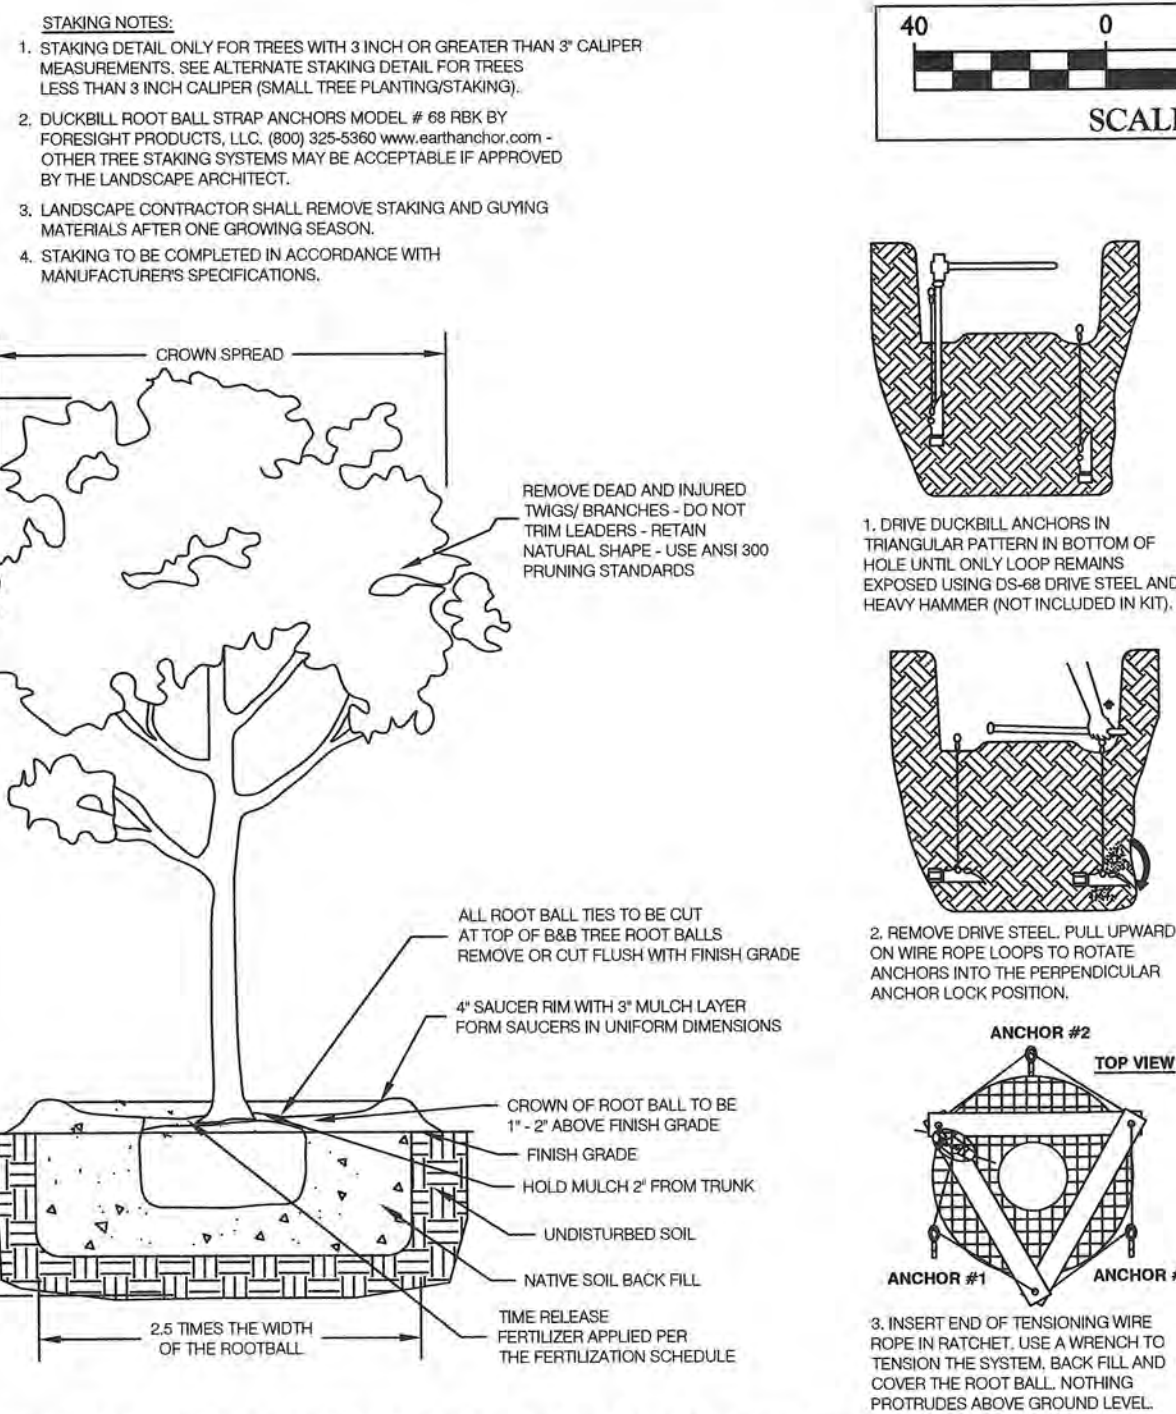 STAKING NOTES:
1. STAKING DETAIL ONLY FOR TREES WITH 3 INCH OR GREATER THAN 3" CALIPER
MEASUREMENTS. SEE ALTERNATE STAKING DETAIL FOR TREES
LESS THAN 3 INCH CALIPER (SMALL TREE PLANTING/STAKING).
2. DUCKBILL ROOT BALL STRAP ANCHORS MODEL # 68 RBK BY
FORESIGHT PRODUCTS, LLC. (800) 325-5360 www.earthanchor.com -
OTHER TREE STAKING SYSTEMS MAY BE ACCEPTABLE IF APPROVED
BY THE LANDSCAPE ARCHITECT.
3. LANDSCAPE CONTRACTOR SHALL REMOVE STAKING AND GUYING
MATERIALS AFTER ONE GROWING SEASON.
4. STAKING TO BE COMPLETED IN ACCORDANCE WITH
MANUFACTURER'S SPECIFICATIONS.
CROWN SPREAD
REMOVE DEAD AND INJURED
TWIGS/ BRANCHES - DO NOT
TRIM LEADERS - RETAIN
NATURAL SHAPE - USE ANSI 300
PRUNING STANDARDS
ALL ROOT BALL TIES TO BE CUT
AT TOP OF B&B TREE ROOT BALLS
REMOVE OR CUT FLUSH WITH FINISH GRADE
4" SAUCER RIM WITH 3" MULCH LAYER
FORM SAUCERS IN UNIFORM DIMENSIONS
CROWN OF ROOT BALL TO BE
1" - 2" ABOVE FINISH GRADE
FINISH GRADE
HOLD MULCH 2" FROM TRUNK
UNDISTURBED SOIL
NATIVE SOIL BACK FILL
TIME RELEASE
FERTILIZER APPLIED PER
THE FERTILIZATION SCHEDULE
2.5 TIMES THE WIDTH
OF THE ROOTBALL
40 0
SCAL
1. DRIVE DUCKBILL ANCHORS IN
TRIANGULAR PATTERN IN BOTTOM OF
HOLE UNTIL ONLY LOOP REMAINS
EXPOSED USING DS-68 DRIVE STEEL AND
HEAVY HAMMER (NOT INCLUDED IN KIT).
2. REMOVE DRIVE STEEL. PULL UPWARD
ON WIRE ROPE LOOPS TO ROTATE
ANCHORS INTO THE PERPENDICULAR
ANCHOR LOCK POSITION.
ANCHOR #2
TOP VIEW
ANCHOR #1
ANCHOR #
3. INSERT END OF TENSIONING WIRE
ROPE IN RATCHET. USE A WRENCH TO
TENSION THE SYSTEM. BACK FILL AND
COVER THE ROOT BALL. NOTHING
PROTRUDES ABOVE GROUND LEVEL.